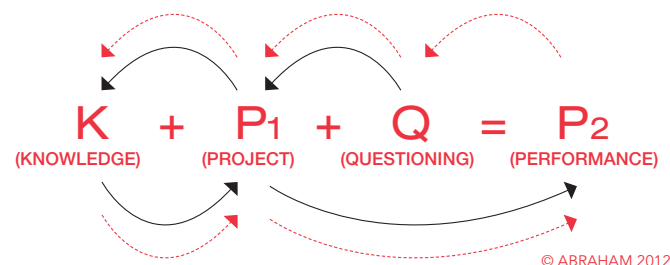 K + P1 + Q = P2
(KNOWLEDGE) (PROJECT) (QUESTIONING) (PERFORMANCE)
© ABRAHAM 2012